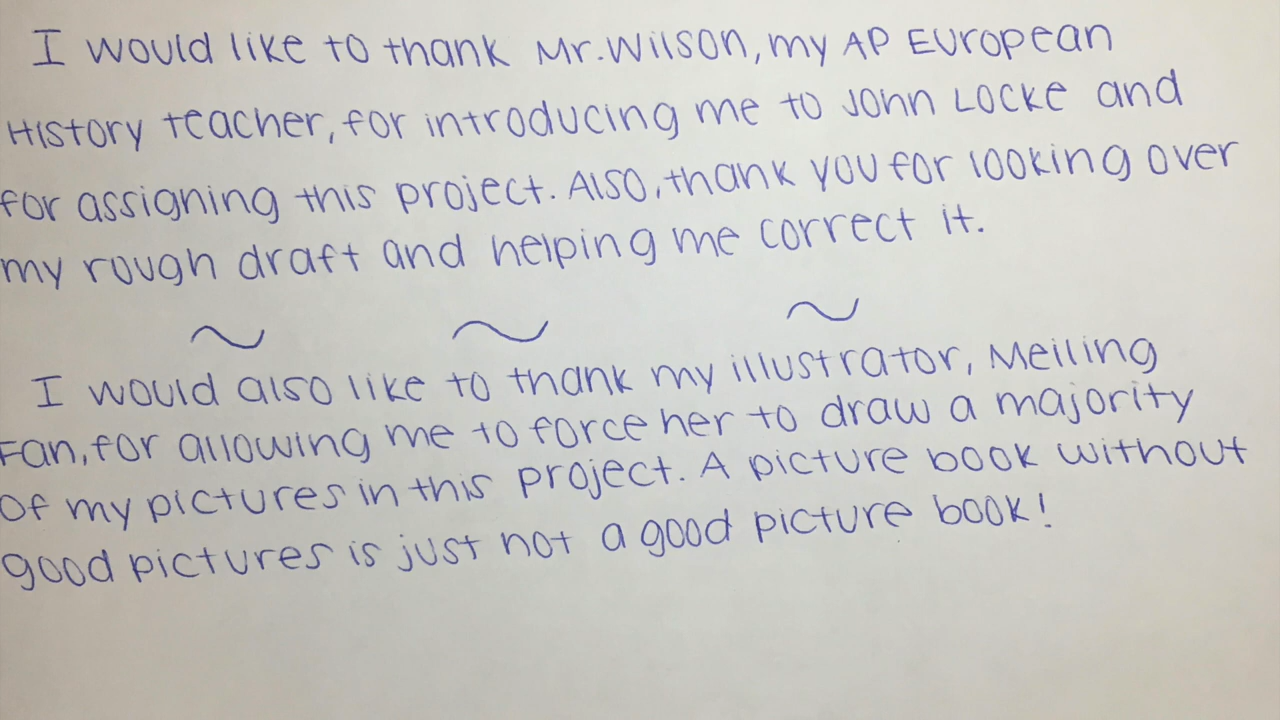 I would like to thank Mr. Wilson, my AP European
History teacher, for introducing me to John Locke and
for assigning this project. Also, thank you for looking over
my rough draft and helping me correct it.
~ ~ ~
I would also like to thank my illustrator, Meiling
Fan, for allowing me to force her to draw a majority
of my pictures in this project. A picture book without
good pictures is just not a good picture book!